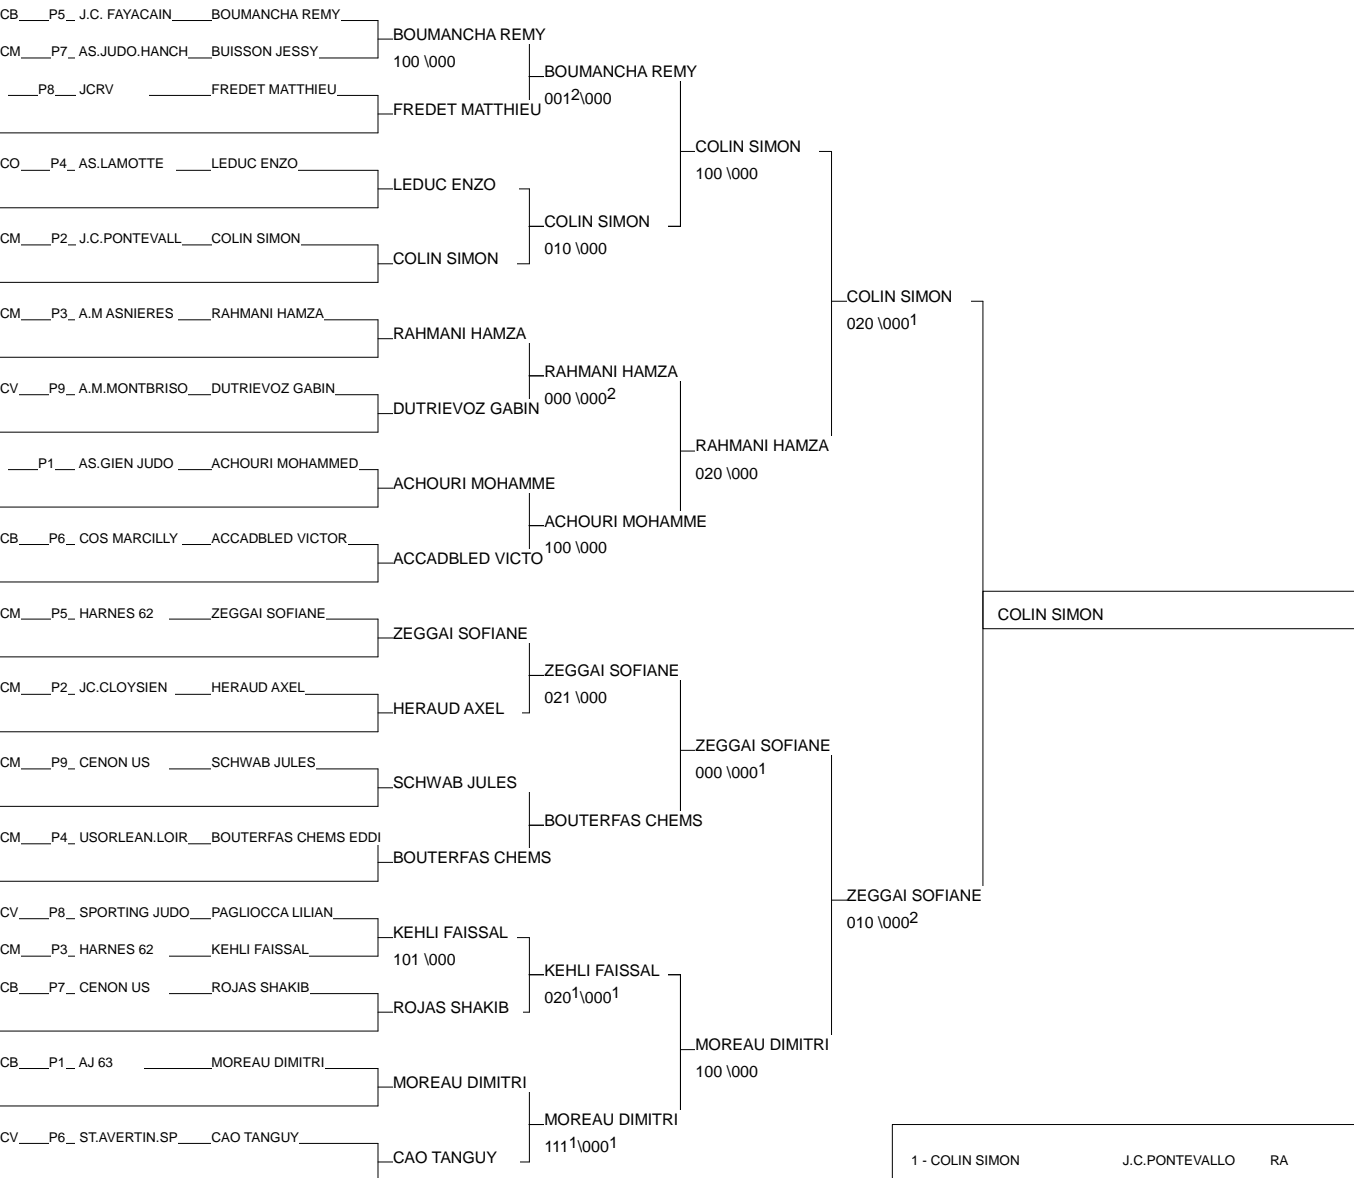 CB P5 J.C. FAYACAIN BOUMANCHA REMY
CM P7 AS.JUDO.HANCH BUISSON JESSY
P8 JCRV FREDET MATTHIEU
CO P4 AS.LAMOTTE LEDUC ENZO
CM P2 J.C.PONTEVALL COLIN SIMON
CM P3 A.M ASNIERES RAHMANI HAMZA
CV P9 A.M.MONTBRISO DUTRIEVOZ GABIN
P1 AS.GIEN JUDO ACHOURI MOHAMMED
CB P6 COS MARCILLY ACCADBLED VICTOR
CM P5 HARNES 62 ZEGGAI SOFIANE
CM P2 JC.CLOYSIEN HERAUD AXEL
CM P9 CENON US SCHWAB JULES
CM P4 USORLEAN.LOIR BOUTERFAS CHEMS EDDI
CV P8 SPORTING JUDO PAGLIOCCA LILIAN
CM P3 HARNES 62 KEHLI FAISSAL
CB P7 CENON US ROJAS SHAKIB
CB P1 AJ 63 MOREAU DIMITRI
CV P6 ST.AVERTIN.SP CAO TANGUY
BOUMANCHA REMY
100 \000
FREDET MATTHIEU
LEDUC ENZO
COLIN SIMON
RAHMANI HAMZA
DUTRIEVOZ GABIN
ACHOURI MOHAMME
ACCADBLED VICTO
ZEGGAI SOFIANE
HERAUD AXEL
SCHWAB JULES
BOUTERFAS CHEMS
KEHLI FAISSAL
101 \000
ROJAS SHAKIB
MOREAU DIMITRI
CAO TANGUY
BOUMANCHA REMY
001²\000
COLIN SIMON
010 \000
RAHMANI HAMZA
000 \000²
ACHOURI MOHAMME
100 \000
ZEGGAI SOFIANE
021 \000
BOUTERFAS CHEMS
KEHLI FAISSAL
020¹\000¹
MOREAU DIMITRI
111¹\000¹
COLIN SIMON
100 \000
RAHMANI HAMZA
020 \000
ZEGGAI SOFIANE
000 \000¹
MOREAU DIMITRI
100 \000
COLIN SIMON
020 \000¹
ZEGGAI SOFIANE
010 \000²
COLIN SIMON
1 - COLIN SIMON J.C.PONTEVALLO RA